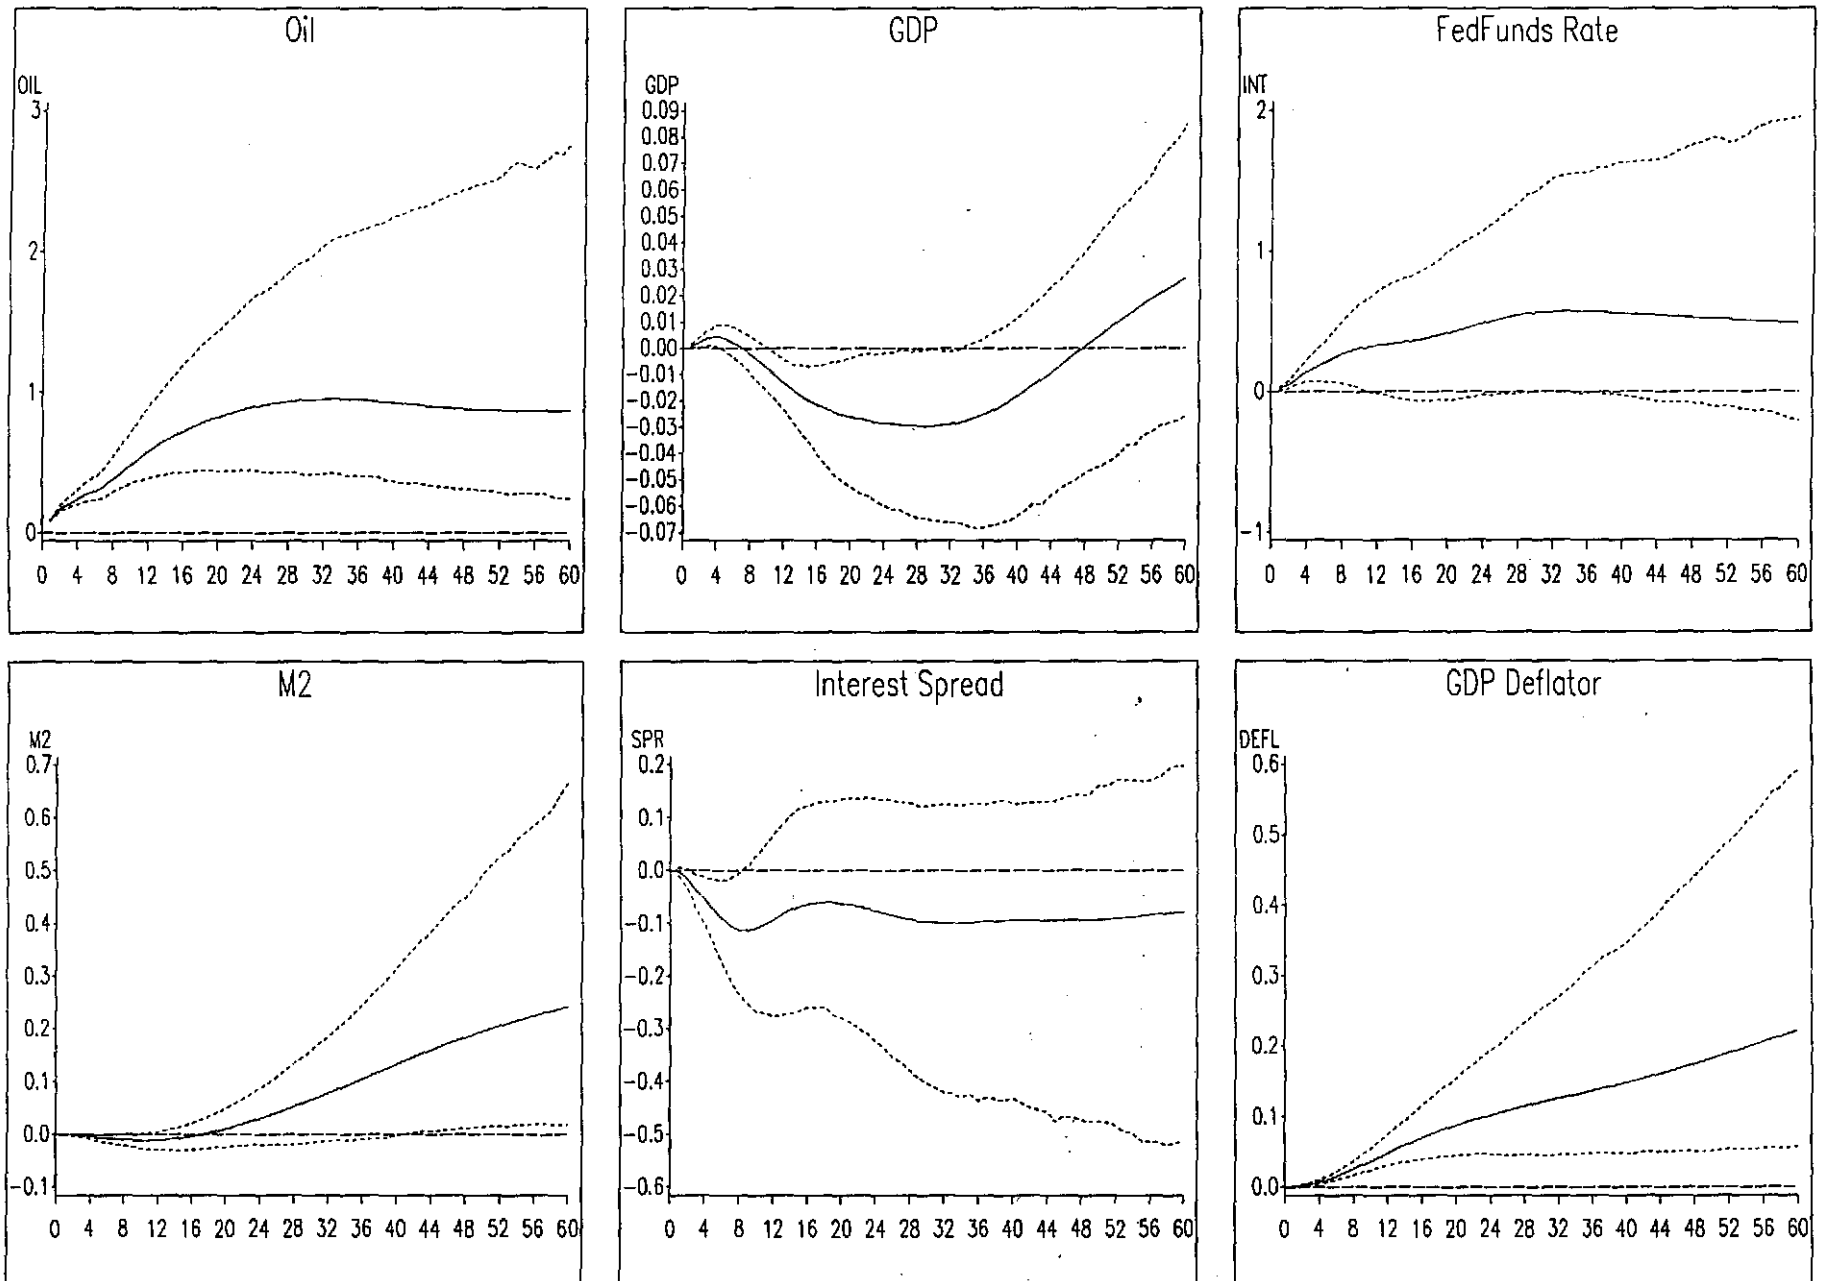 Oil
OIL
3
2
1
0
0 4 8 12 16 20 24 28 32 36 40 44 48 52 56 60
GDP
GDP
0.09
0.08
0.07
0.06
0.05
0.04
0.03
0.02
0.01
0.00
-0.01
-0.02
-0.03
-0.04
-0.05
-0.06
-0.07
0 4 8 12 16 20 24 28 32 36 40 44 48 52 56 60
FedFunds Rate
INT
2
1
0
-1
0 4 8 12 16 20 24 28 32 36 40 44 48 52 56 60
M2
M2
0.7
0.6
0.5
0.4
0.3
0.2
0.1
0.0
-0.1
0 4 8 12 16 20 24 28 32 36 40 44 48 52 56 60
Interest Spread
SPR
0.2
0.1
0.0
-0.1
-0.2
-0.3
-0.4
-0.5
-0.6
0 4 8 12 16 20 24 28 32 36 40 44 48 52 56 60
GDP Deflator
DEFL
0.6
0.5
0.4
0.3
0.2
0.1
0.0
0 4 8 12 16 20 24 28 32 36 40 44 48 52 56 60